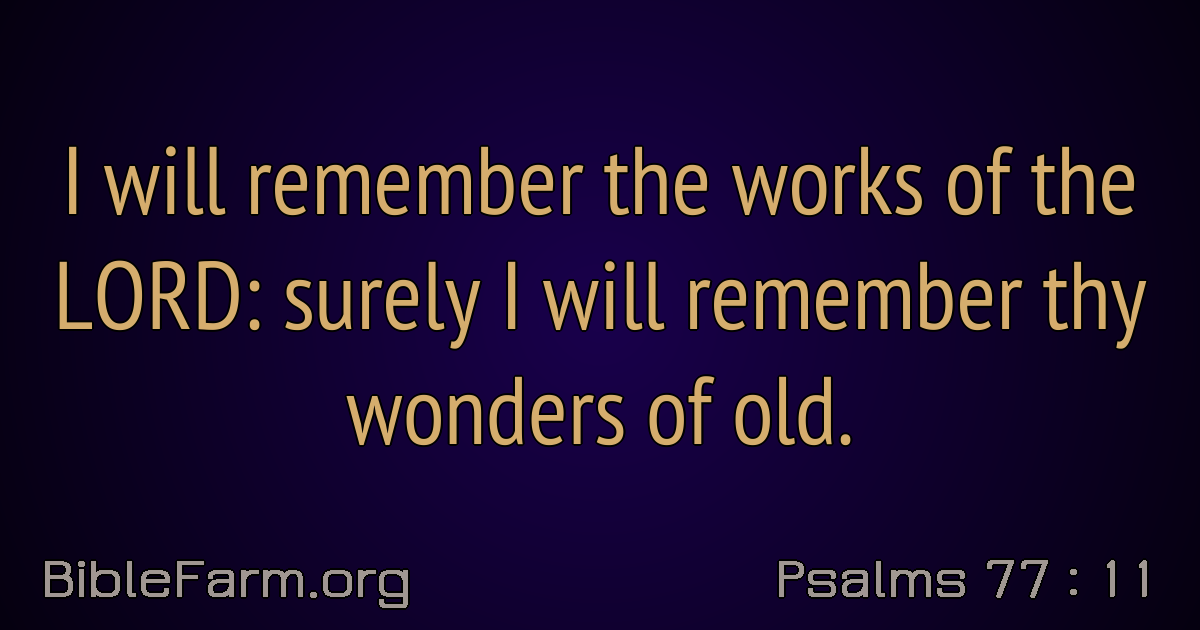 I will remember the works of the
LORD: surely I will remember thy
wonders of old.
BibleFarm.org
Psalms 77 : 11